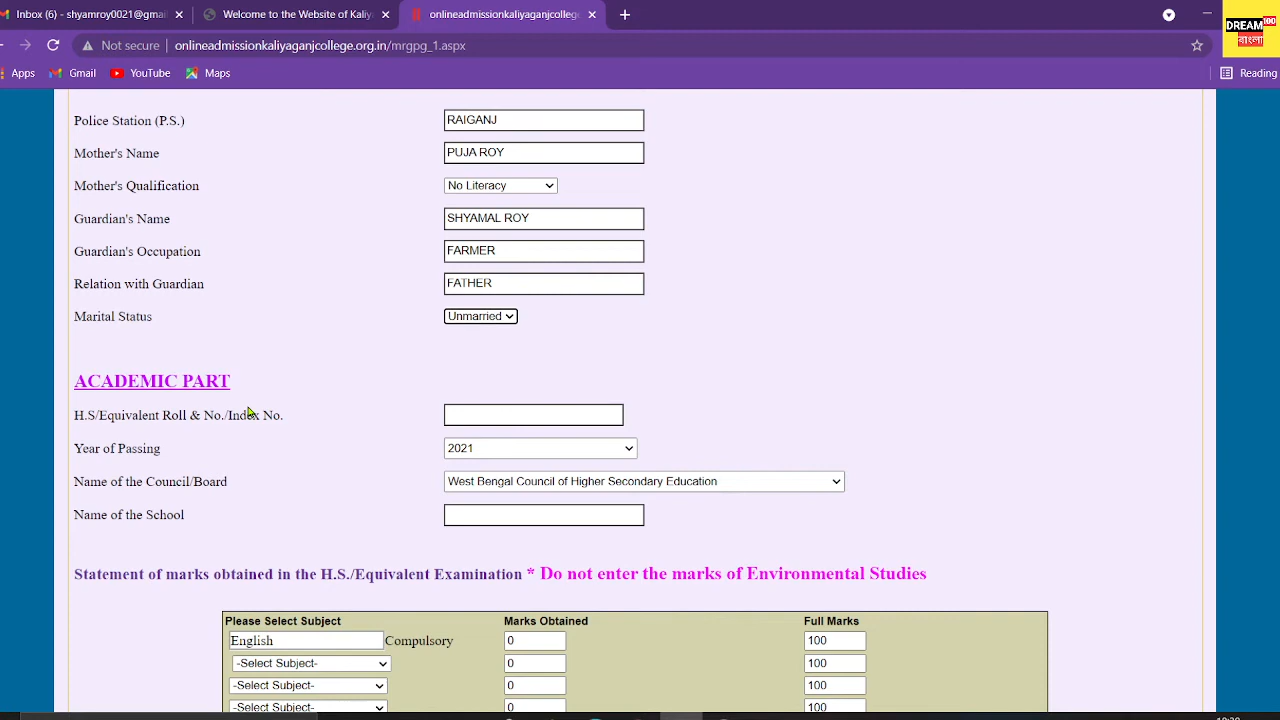 Inbox (6) - shyamroy0021@gmai
Welcome to the Website of Kaliy
onlineadmissionkaliyaganjcolleg
Not secure
onlineadmissionkaliyaganjcollege.org.in/mrgpg_1.aspx
DREAM100
বাংলা
Apps
Gmail
YouTube
Maps
Reading
Police Station (P.S.) RAIGANJ
Mother's Name PUJA ROY
Mother's Qualification No Literacy
Guardian's Name SHYAMAL ROY
Guardian's Occupation FARMER
Relation with Guardian FATHER
Marital Status Unmarried
ACADEMIC PART
H.S/Equivalent Roll & No./Index No.
Year of Passing 2021
Name of the Council/Board West Bengal Council of Higher Secondary Education
Name of the School
Statement of marks obtained in the H.S./Equivalent Examination * Do not enter the marks of Environmental Studies
Please Select Subject Marks Obtained Full Marks
English Compulsory 0 100
-Select Subject- 0 100
-Select Subject- 0 100
-Select Subject- 0 100